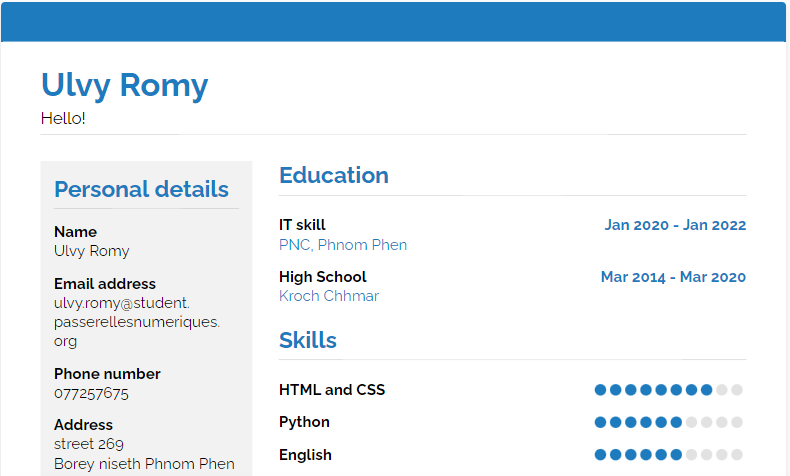 Ulvy Romy
Hello!
Personal details
Name
Ulvy Romy
Email address
ulvy.romy@student.
passerellesnumeriques.
org
Phone number
077257675
Address
street 269
Borey niseth Phnom Phen
Education
IT skill Jan 2020 - Jan 2022
PNC, Phnom Phen
High School Mar 2014 - Mar 2020
Kroch Chhmar
Skills
HTML and CSS
Python
English